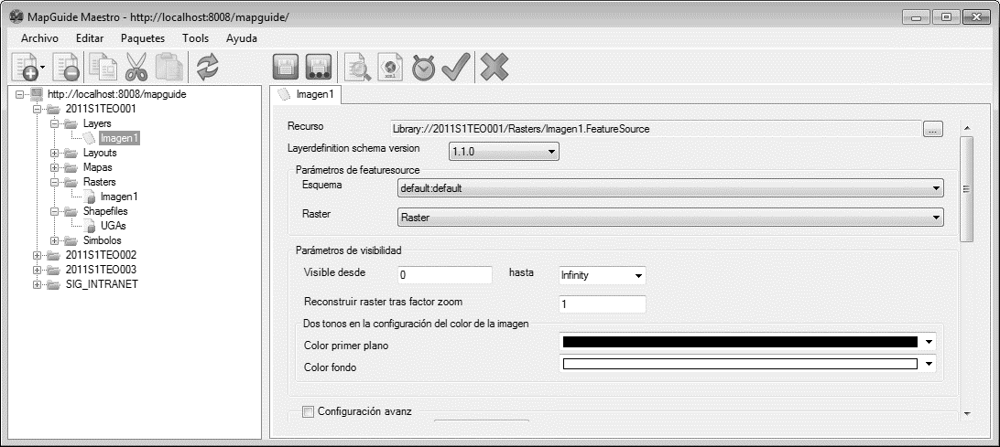 MapGuide Maestro - http://localhost:8008/mapguide/
Archivo Editar Paquetes Tools Ayuda
http://localhost:8008/mapguide
2011S1TEO001
Layers
Imagen1
Layouts
Mapas
Rasters
Imagen1
Shapefiles
UGAs
Simbolos
2011S1TEO002
2011S1TEO003
SIG_INTRANET
Imagen1
Recurso Library://2011S1TEO001/Rasters/Imagen1.FeatureSource ...
Layerdefinition schema version 1.1.0
Parámetros de featuresource
Esquema default:default
Raster Raster
Parámetros de visibilidad
Visible desde 0 hasta Infinity
Reconstruir raster tras factor zoom 1
Dos tonos en la configuración del color de la imagen
Color primer plano
Color fondo
Configuración avanz